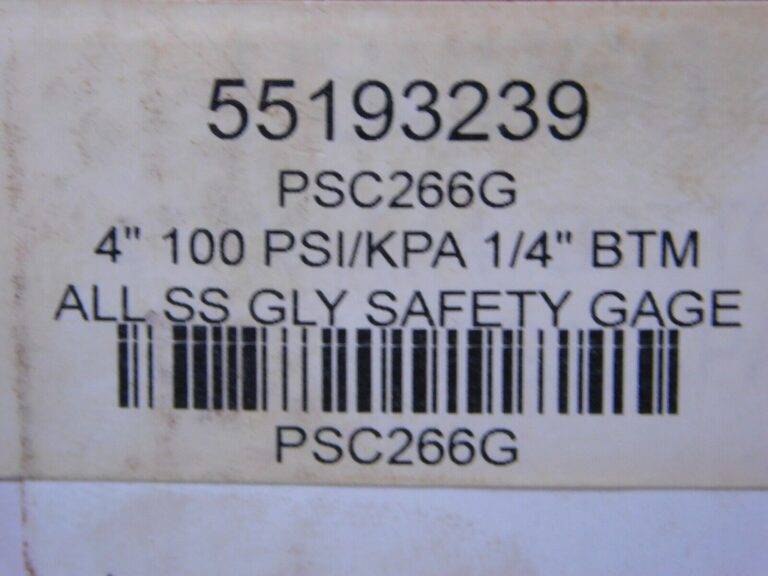 55193239
PSC266G
4" 100 PSI/KPA 1/4" BTM
ALL SS GLY SAFETY GAGE
PSC266G